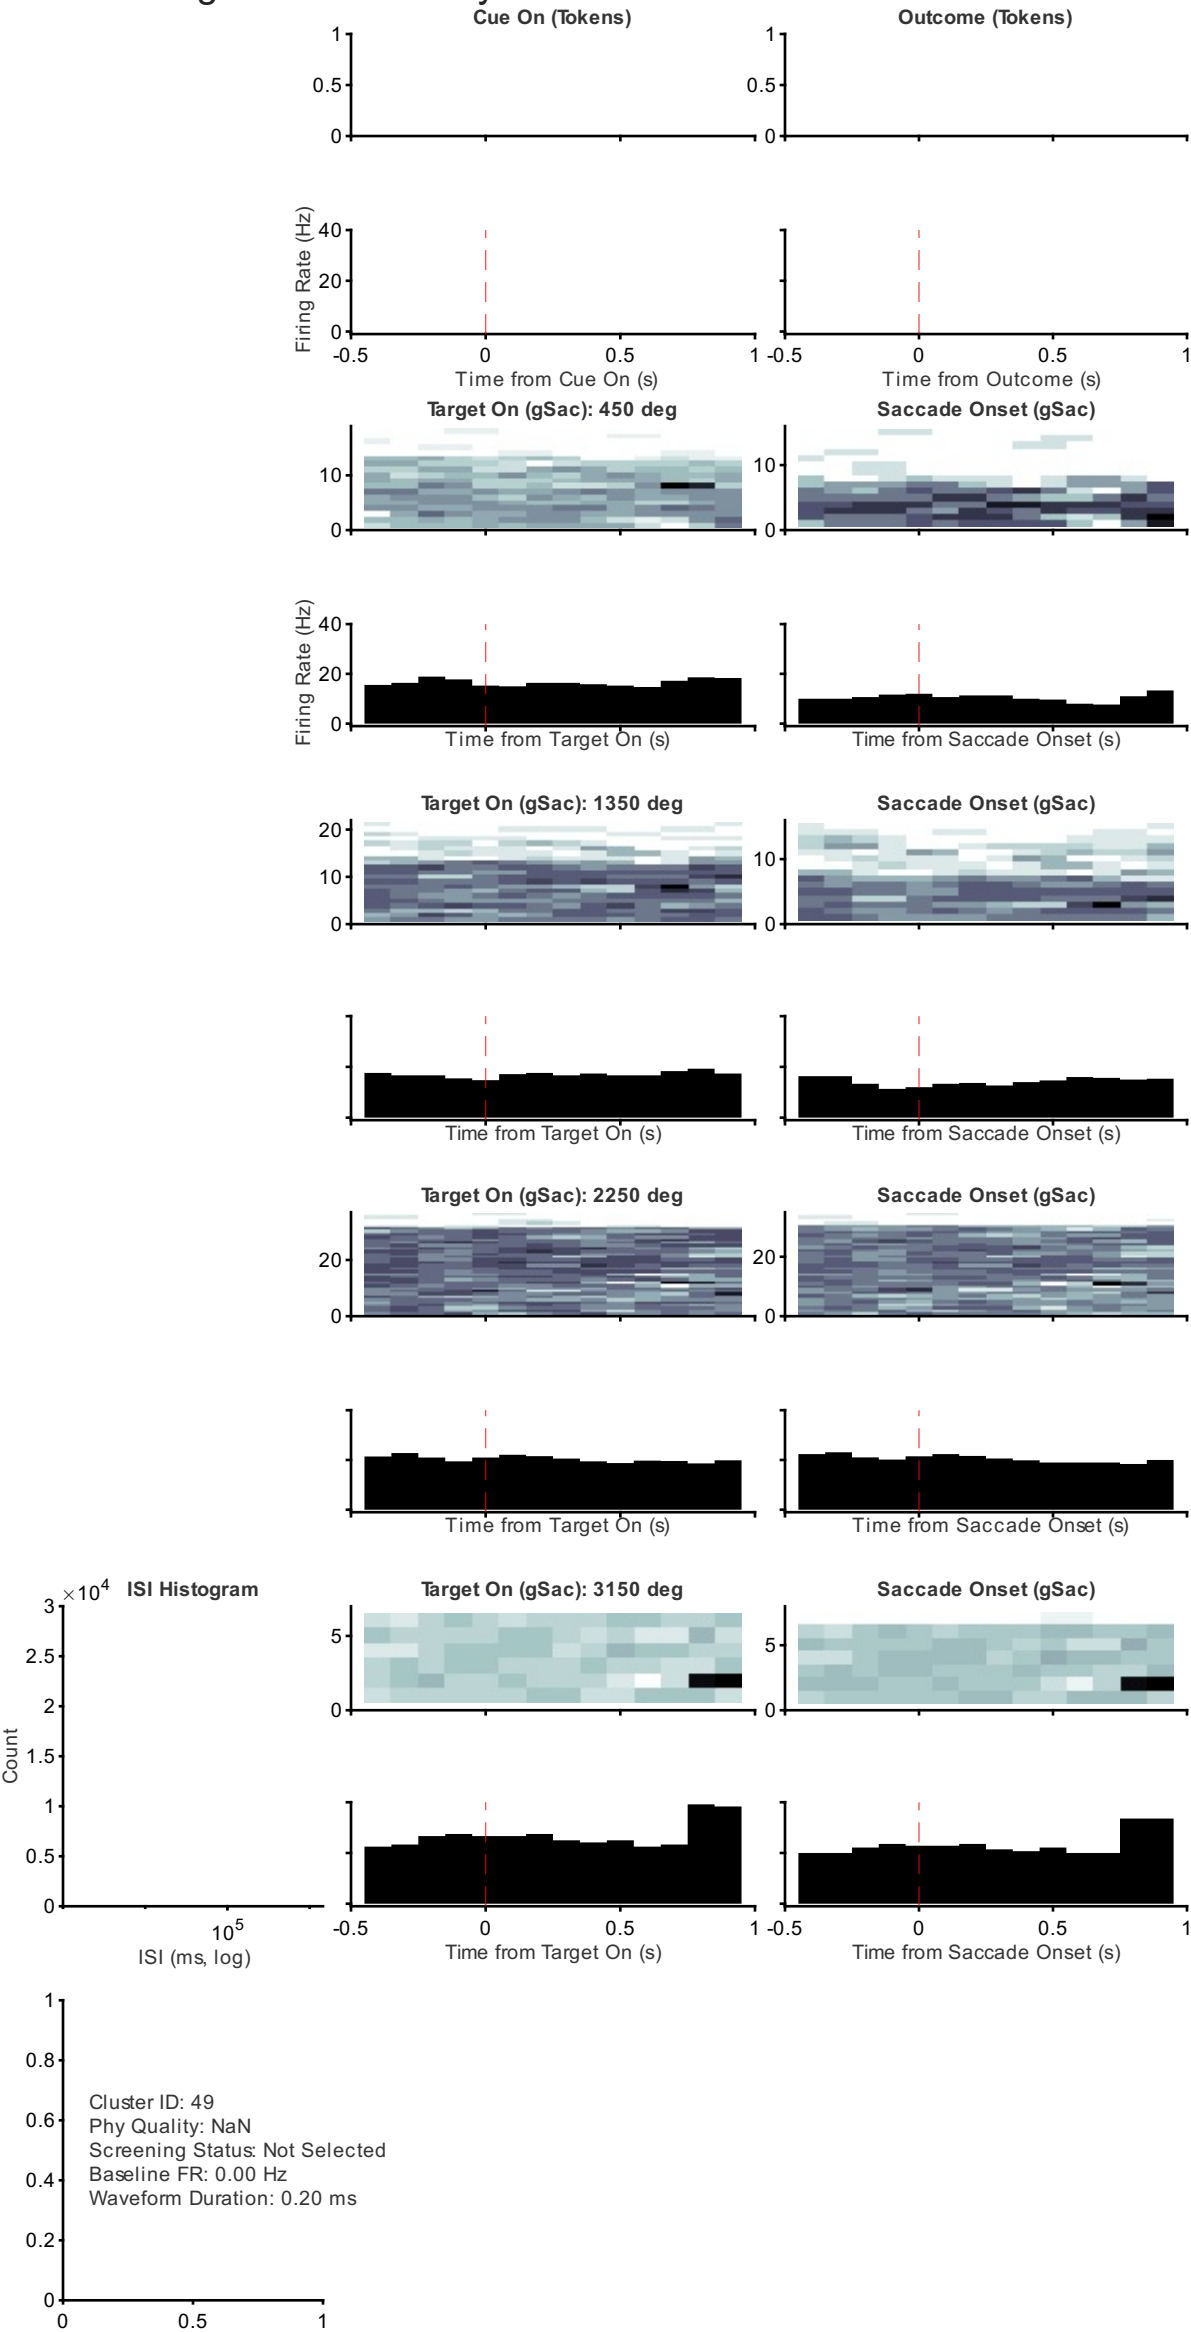 Cue On (Tokens)
Outcome (Tokens)
1
0.5
0
1
0.5
0
Firing Rate (Hz)
40
20
0
-0.5
0
0.5
1
-0.5
0
0.5
1
Time from Cue On (s)
Time from Outcome (s)
Target On (gSac): 450 deg
Saccade Onset (gSac)
10
0
10
0
Firing Rate (Hz)
40
20
0
Time from Target On (s)
Time from Saccade Onset (s)
Target On (gSac): 1350 deg
Saccade Onset (gSac)
20
10
0
10
0
Time from Target On (s)
Time from Saccade Onset (s)
Target On (gSac): 2250 deg
Saccade Onset (gSac)
20
0
20
0
Time from Target On (s)
Time from Saccade Onset (s)
×10⁴
ISI Histogram
Target On (gSac): 3150 deg
Saccade Onset (gSac)
3
2.5
2
1.5
1
0.5
0
Count
10⁵
ISI (ms, log)
5
0
5
0
-0.5
0
0.5
1
-0.5
0
0.5
1
Time from Target On (s)
Time from Saccade Onset (s)
1
0.8
0.6
0.4
0.2
0
Cluster ID: 49
Phy Quality: NaN
Screening Status: Not Selected
Baseline FR: 0.00 Hz
Waveform Duration: 0.20 ms
0
0.5
1